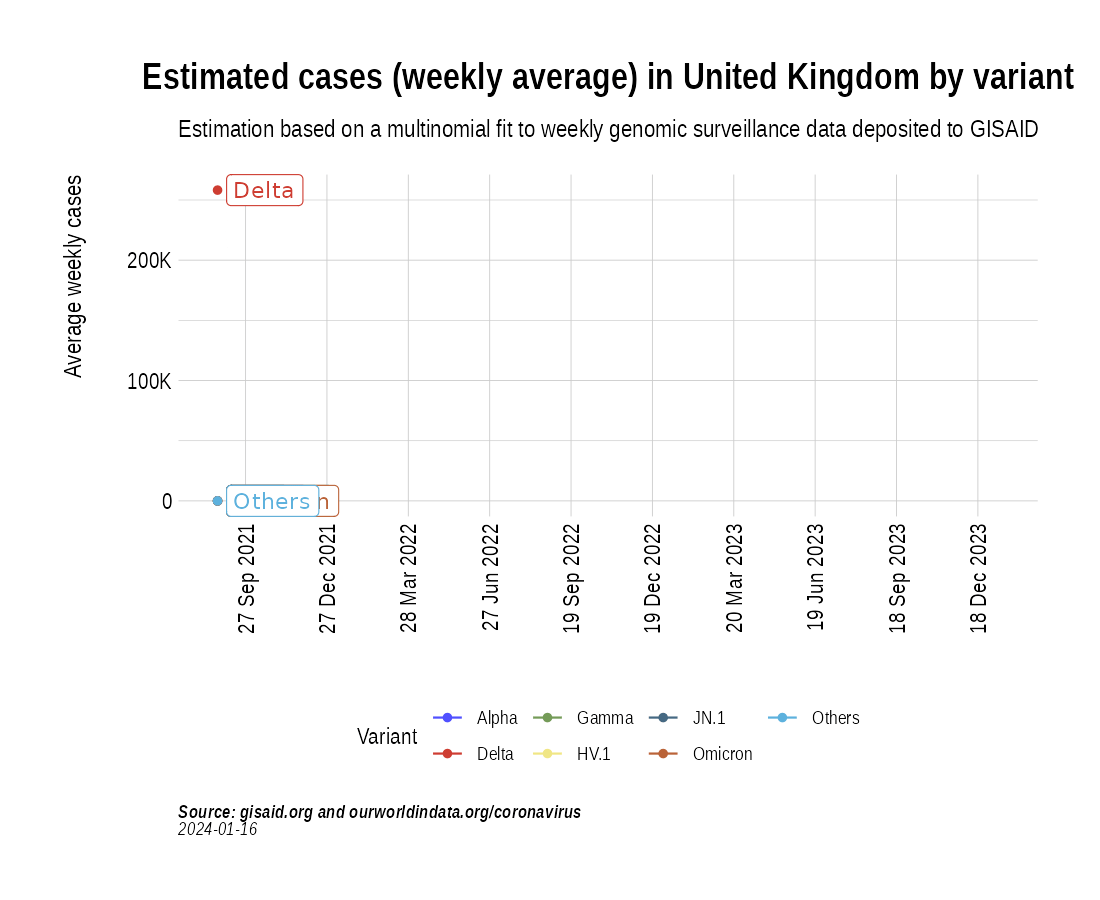 Estimated cases (weekly average) in United Kingdom by variant
Estimation based on a multinomial fit to weekly genomic surveillance data deposited to GISAID
Average weekly cases
Delta
200K
100K
0
Others
n
27 Sep 2021
27 Dec 2021
28 Mar 2022
27 Jun 2022
19 Sep 2022
19 Dec 2022
20 Mar 2023
19 Jun 2023
18 Sep 2023
18 Dec 2023
Variant
Alpha
Gamma
JN.1
Others
Delta
HV.1
Omicron
Source: gisaid.org and ourworldindata.org/coronavirus
2024-01-16